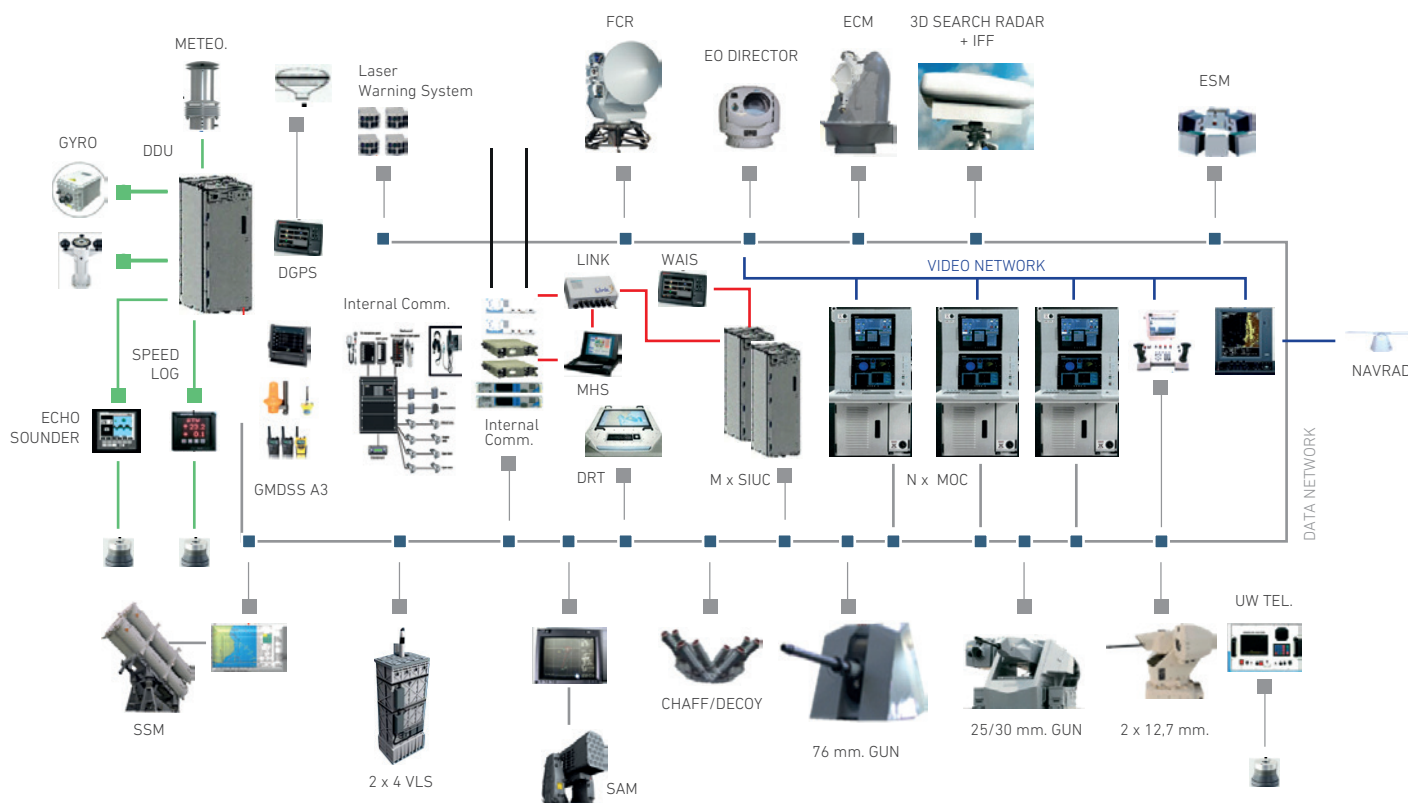 FCR
ECM
3D SEARCH RADAR
+ IFF
METEO.
EO DIRECTOR
Laser
Warning System
ESM
GYRO
DDU
DGPS
LINK
WAIS
VIDEO NETWORK
Internal Comm.
Link
SPEED
LOG
MHS
NAVRAD
ECHO
SOUNDER
Internal
Comm.
GMDSS A3
DRT
M x SIUC
N x MOC
DATA NETWORK
UW TEL.
SSM
CHAFF/DECOY
76 mm. GUN
25/30 mm. GUN
2 x 12,7 mm.
2 x 4 VLS
SAM